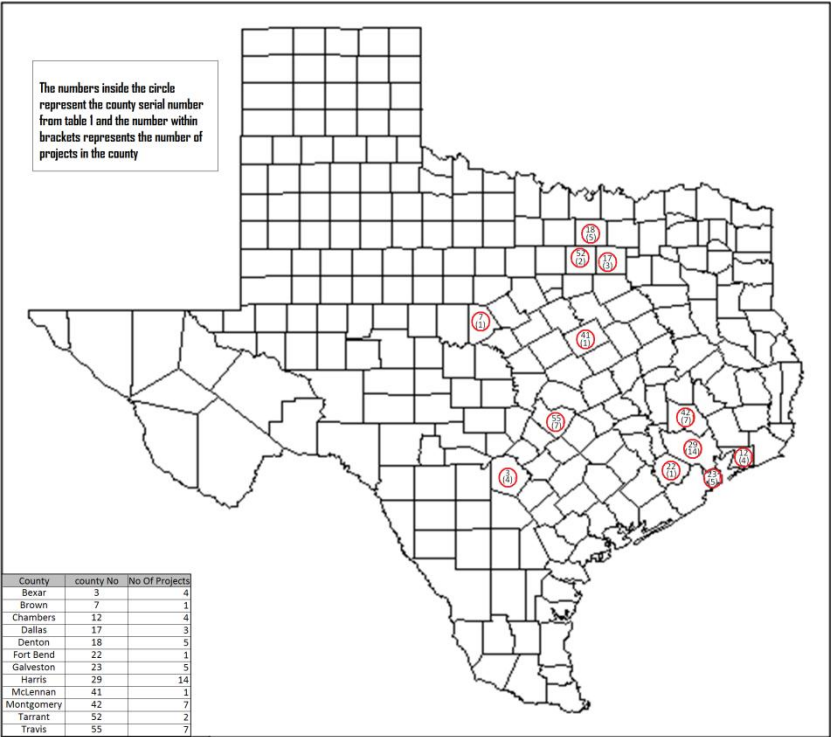 The numbers inside the circle
represent the county serial number
from table 1 and the number within
brackets represents the number of
projects in the county
18
(5)
52
(2)
17
(3)
7
(1)
41
(1)
55
(7)
42
(7)
29
14)
12
(4)
22
(1)
23
(5)
3
(4)
County county No No Of Projects
Bexar 3 4
Brown 7 1
Chambers 12 4
Dallas 17 3
Denton 18 5
Fort Bend 22 1
Galveston 23 5
Harris 29 14
McLennan 41 1
Montgomery 42 7
Tarrant 52 2
Travis 55 7